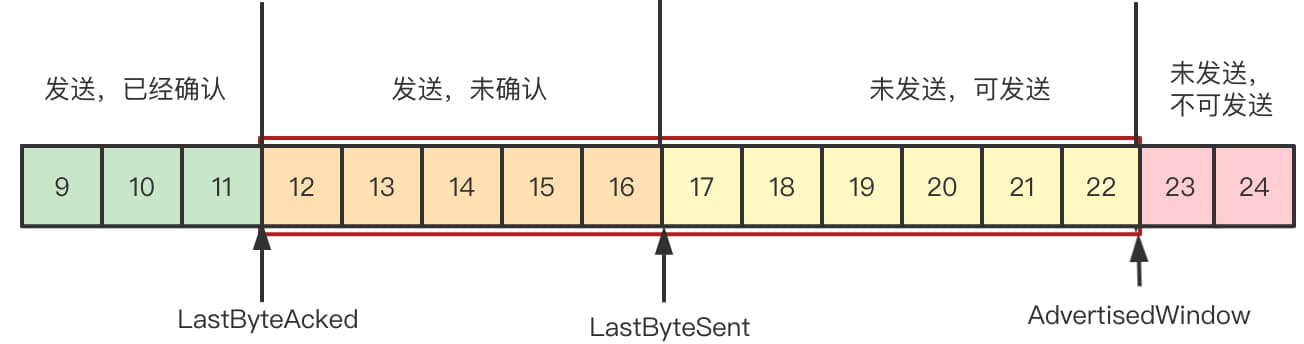 发送，已经确认
发送，未确认
未发送，可发送
未发送，
不可发送
9 10 11 12 13 14 15 16 17 18 19 20 21 22 23 24
LastByteAcked
LastByteSent
AdvertisedWindow